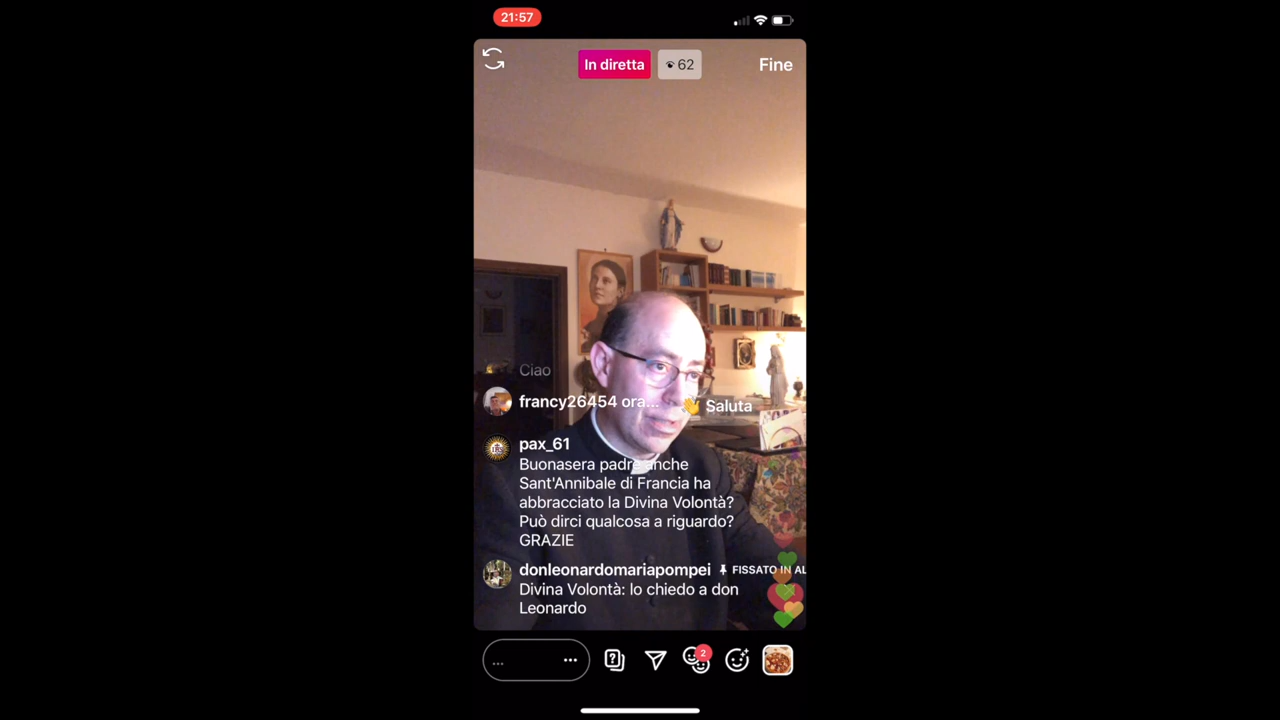 21:57
In diretta
62
Fine
Ciao
francy26454 ora...
👋 Saluta
pax_61
Buonasera padre anche
Sant'Annibale di Francia ha
abbracciato la Divina Volontà?
Può dirci qualcosa a riguardo?
GRAZIE
donleonardomariapompei FISSATO IN AL
Divina Volontà: lo chiedo a don
Leonardo
...
2